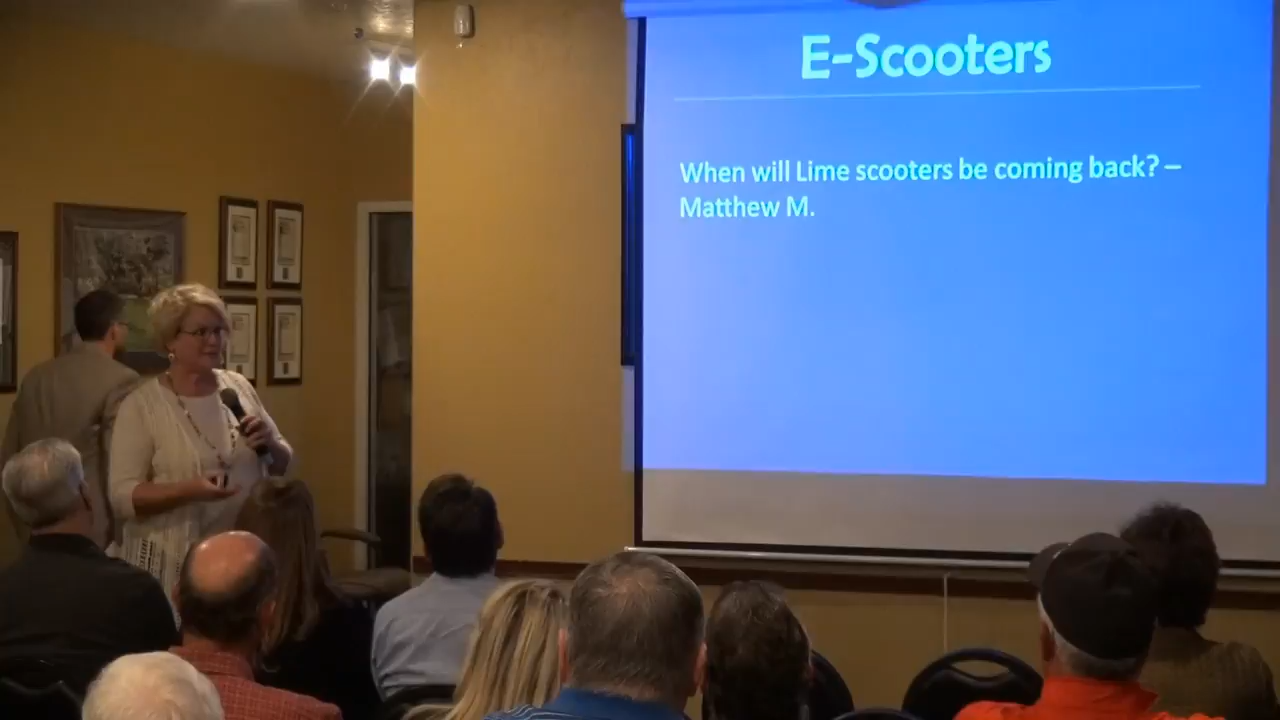 E-Scooters
When will Lime scooters be coming back? –
Matthew M.